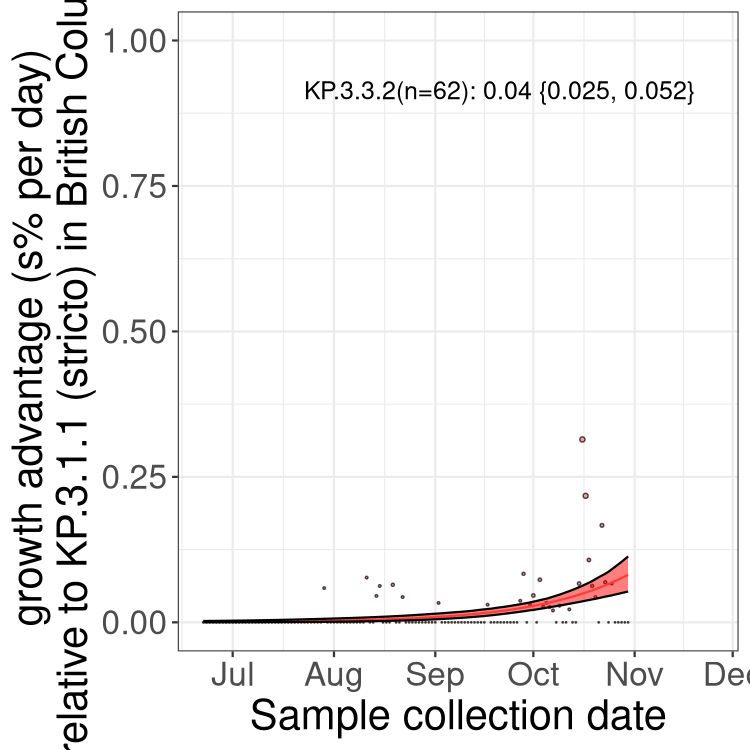 growth advantage (s% per day)
relative to KP.3.1.1 (stricto) in British Colu
1.00
0.75
0.50
0.25
0.00
KP.3.3.2(n=62): 0.04 {0.025, 0.052}
Jul Aug Sep Oct Nov Dec
Sample collection date